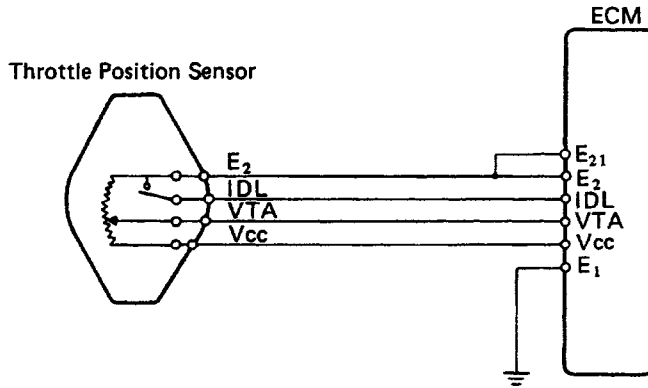 ECM
Throttle Position Sensor
E2
IDL
VTA
Vcc
E21
E2
IDL
VTA
Vcc
E1